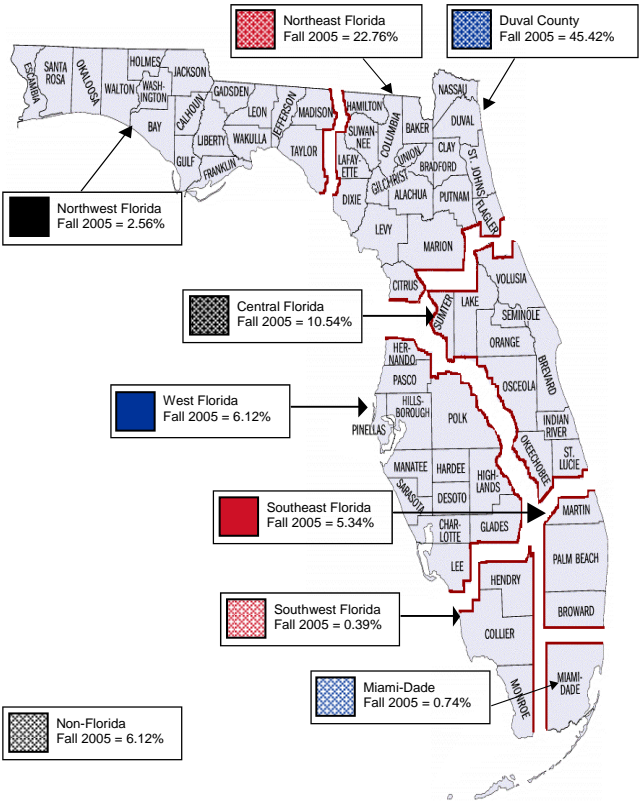 Northeast Florida
Fall 2005 = 22.76%
Duval County
Fall 2005 = 45.42%
Northwest Florida
Fall 2005 = 2.56%
Central Florida
Fall 2005 = 10.54%
West Florida
Fall 2005 = 6.12%
Southeast Florida
Fall 2005 = 5.34%
Southwest Florida
Fall 2005 = 0.39%
Miami-Dade
Fall 2005 = 0.74%
Non-Florida
Fall 2005 = 6.12%
ESCAMBIA
SANTA
ROSA
OKALOOSA
WALTON
HOLMES
WASH-
INGTON
JACKSON
BAY
CALHOUN
GULF
GADSDEN
LIBERTY
FRANKLIN
LEON
WAKULLA
JEFFERSON
MADISON
TAYLOR
HAMILTON
SUWAN-
NEE
LAFAY-
ETTE
DIXIE
COLUMBIA
GILCHRIST
BAKER
UNION
BRADFORD
ALACHUA
LEVY
NASSAU
DUVAL
CLAY
ST. JOHNS
PUTNAM
FLAGLER
MARION
CITRUS
VOLUSIA
SUMTER
LAKE
SEMINOLE
ORANGE
BREVARD
OSCEOLA
INDIAN
RIVER
OKEECHOBEE
ST.
LUCIE
HER-
NANDO
PASCO
HILLS-
BOROUGH
PINELLAS
POLK
MANATEE
HARDEE
HIGH-
LANDS
SARASOTA
DESOTO
CHAR-
LOTTE
GLADES
LEE
MARTIN
PALM BEACH
BROWARD
HENDRY
COLLIER
MONROE
MIAMI-
DADE